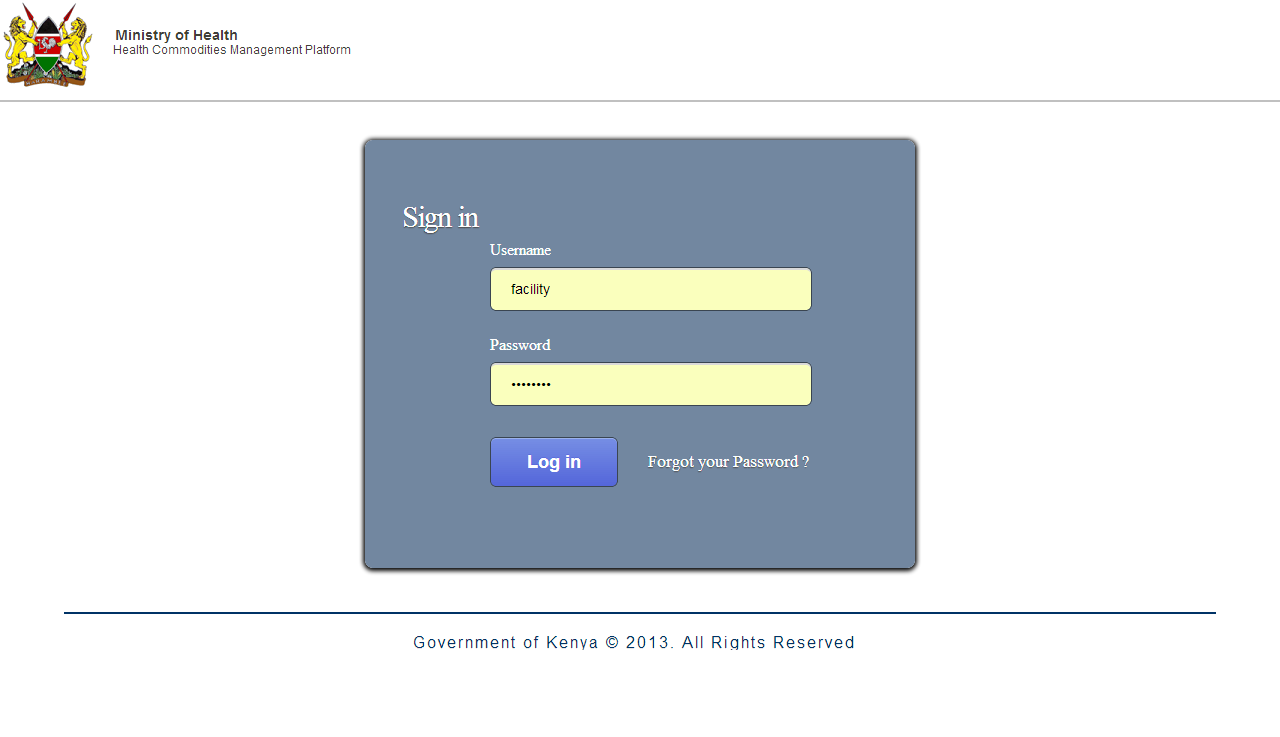 Ministry of Health
Health Commodities Management Platform
Sign in
Username
facility
Password
••••••••
Log in
Forgot your Password ?
Government of Kenya © 2013. All Rights Reserved